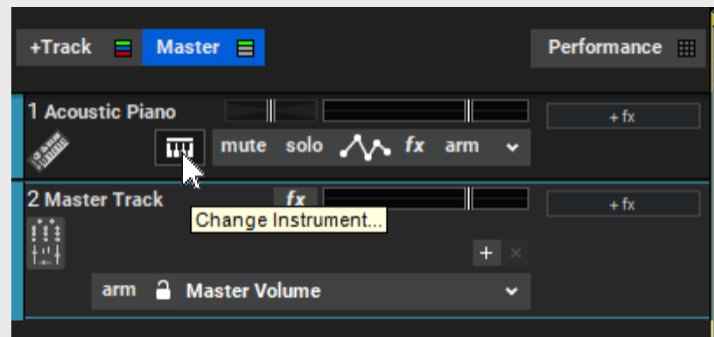 +Track Master Performance
1 Acoustic Piano
+ fx
mute solo fx arm
2 Master Track fx + fx
Change Instrument...
+ ×
arm Master Volume